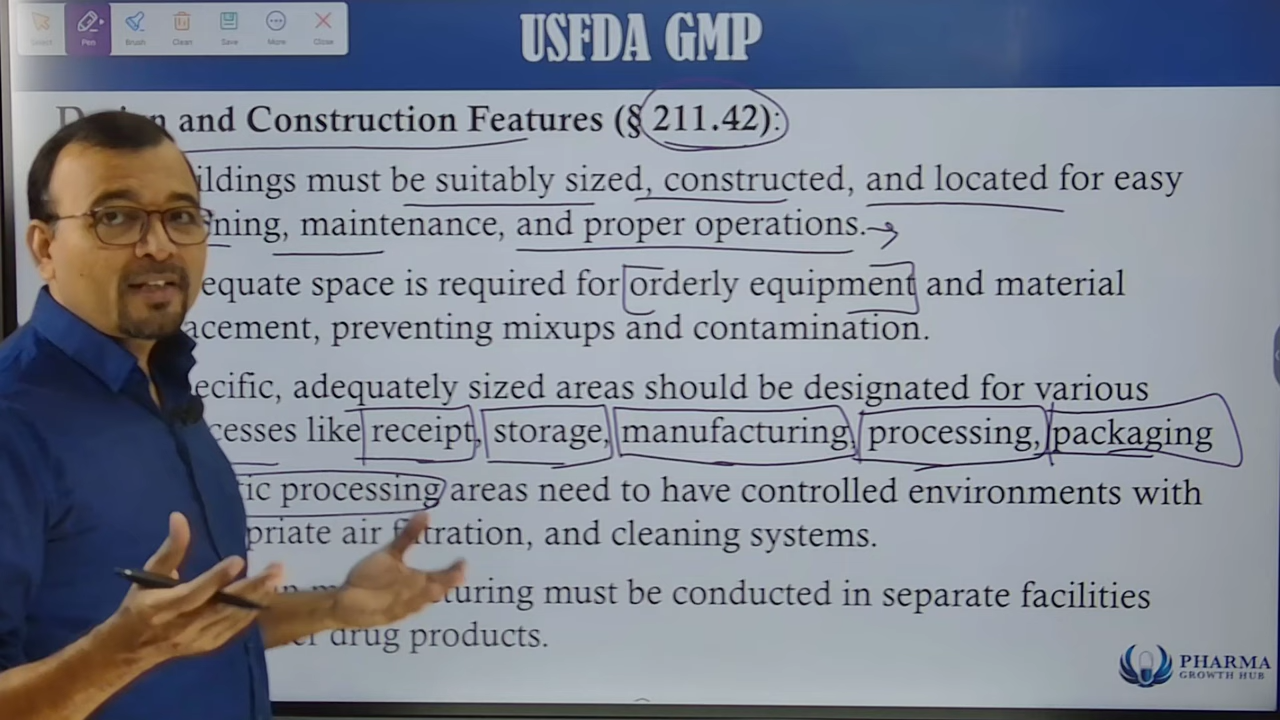 Select Pen Brush Clean Save More Close
USFDA GMP
and Construction Features (§ 211.42):
ildings must be suitably sized, constructed, and located for easy
ning, maintenance, and proper operations.
equate space is required for orderly equipment and material
acement, preventing mixups and contamination.
ecific, adequately sized areas should be designated for various
cesses like receipt, storage, manufacturing, processing, packaging
ic processing areas need to have controlled environments with
priate air filtration, and cleaning systems.
turing must be conducted in separate facilities
drug products.
PHARMA
GROWTH HUB